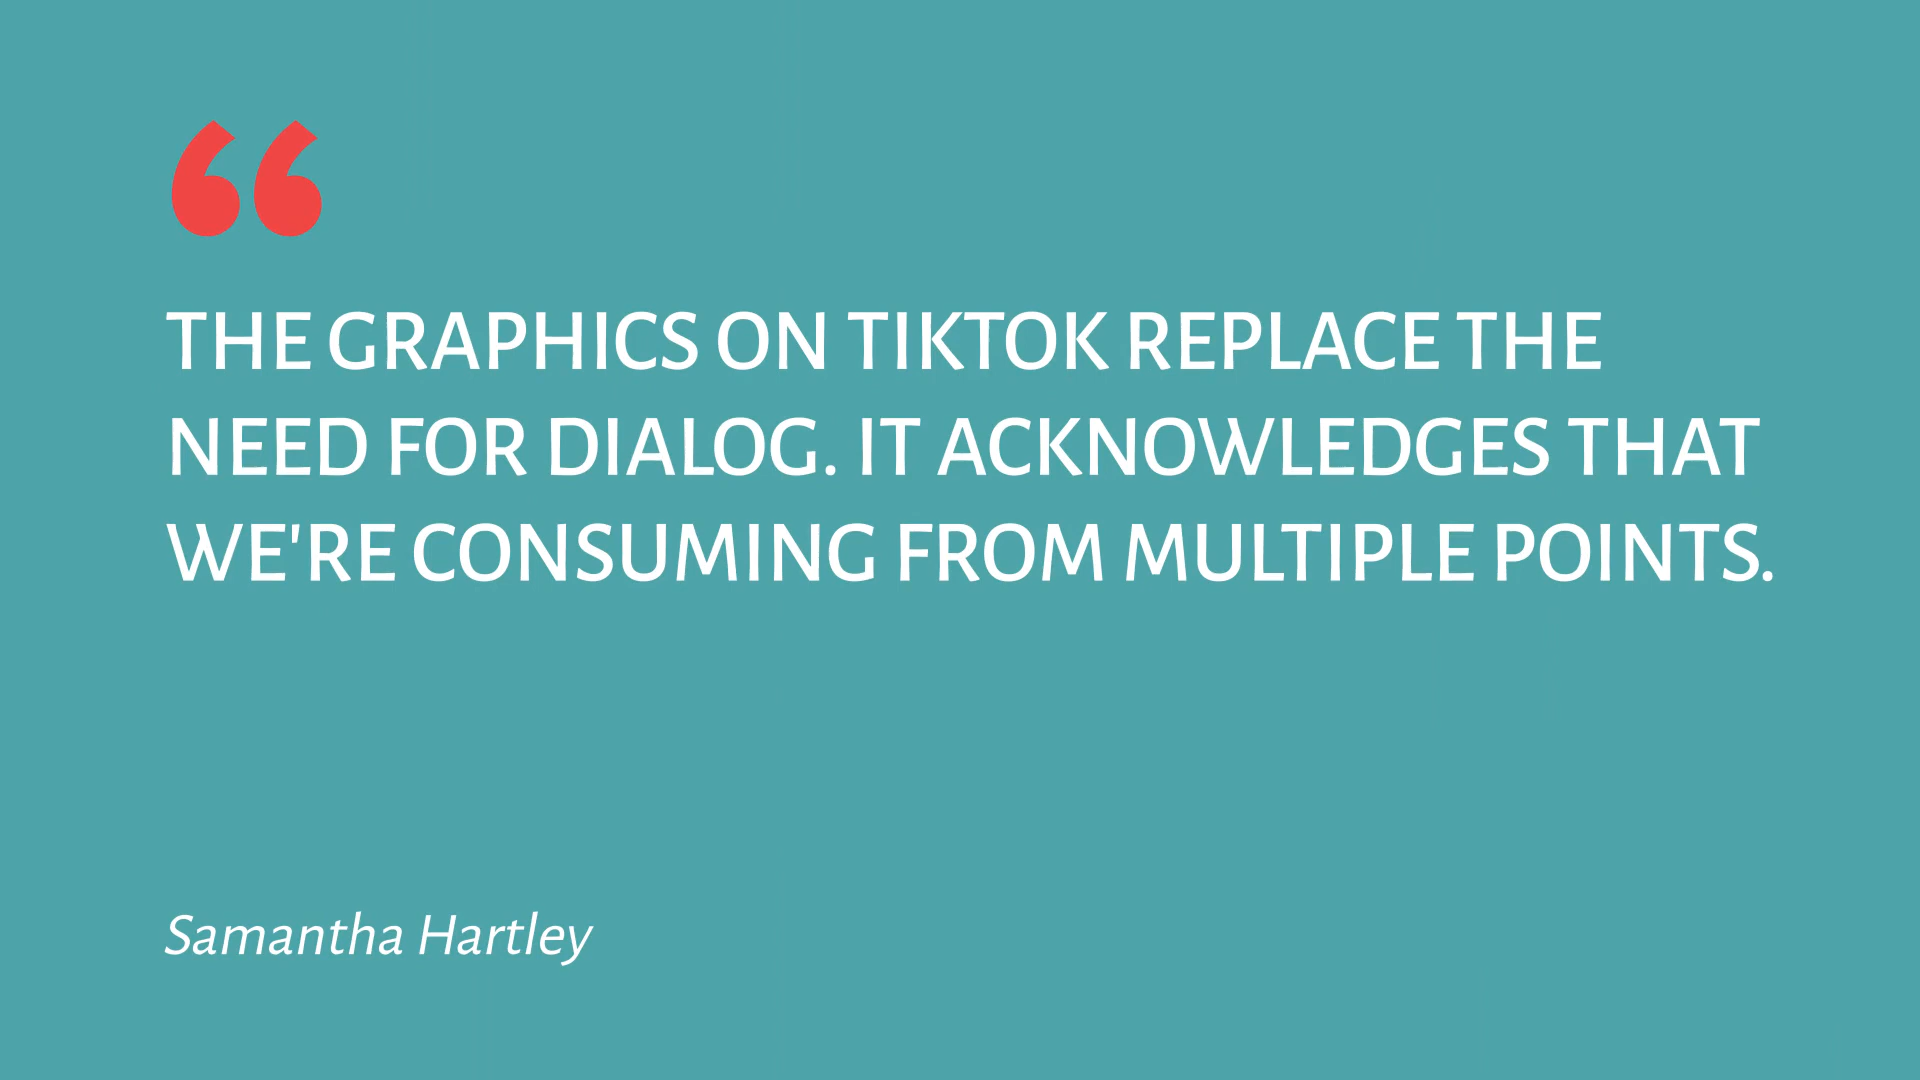 “
THE GRAPHICS ON TIKTOK REPLACE THE
NEED FOR DIALOG. IT ACKNOWLEDGES THAT
WE'RE CONSUMING FROM MULTIPLE POINTS.
Samantha Hartley